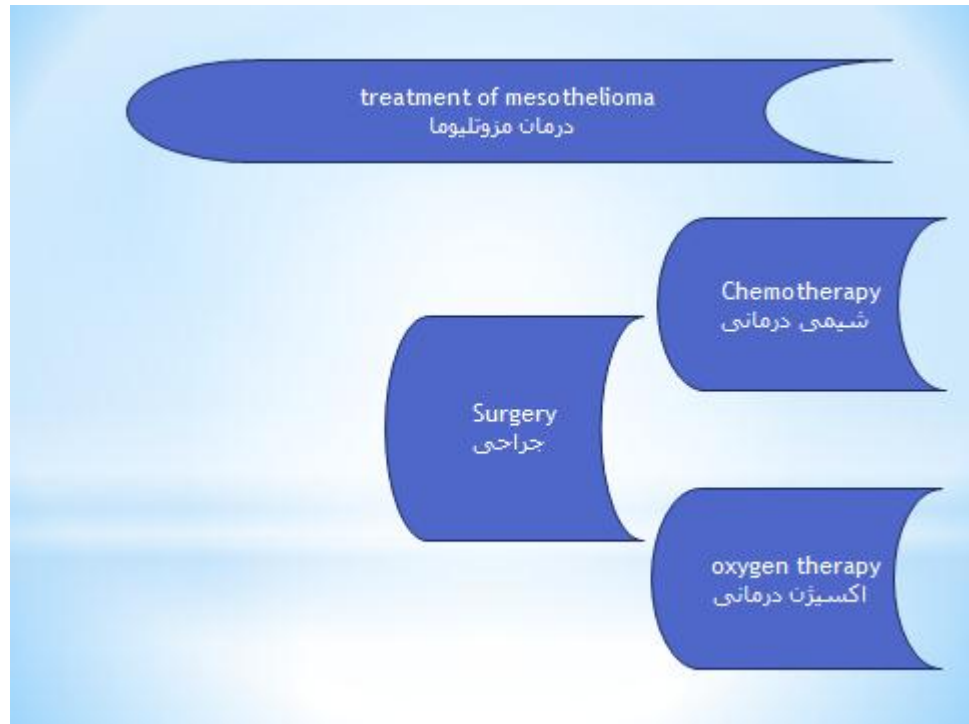 treatment of mesothelioma
درمان مزوتلیوما
Chemotherapy
شیمی درمانی
Surgery
جراحی
oxygen therapy
اکسیژن درمانی